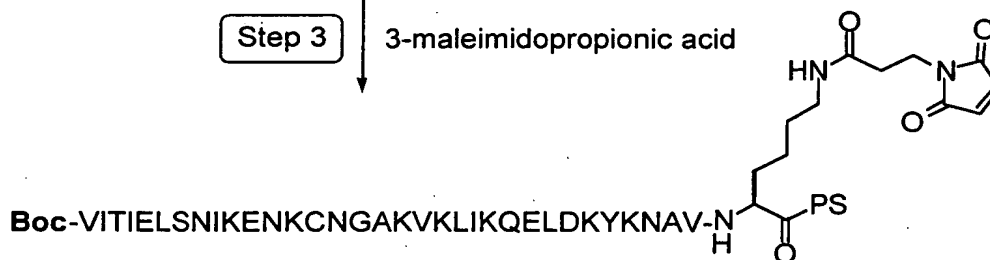 Step 3
3-maleimidopropionic acid
O
HN
N
O
O
Boc-VITIELSNIKENKCNGAKVKLIKQELDKYKNAV-N
H
PS
O